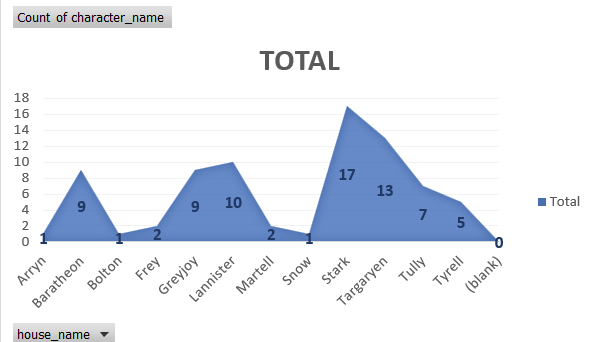 Count of character_name
TOTAL
18
16
14
12
10
8
6
4
2
0
1
9
1
2
9
10
2
1
17
13
7
5
0
Total
Arryn
Baratheon
Bolton
Frey
Greyjoy
Lannister
Martell
Snow
Stark
Targaryen
Tully
Tyrell
(blank)
house_name